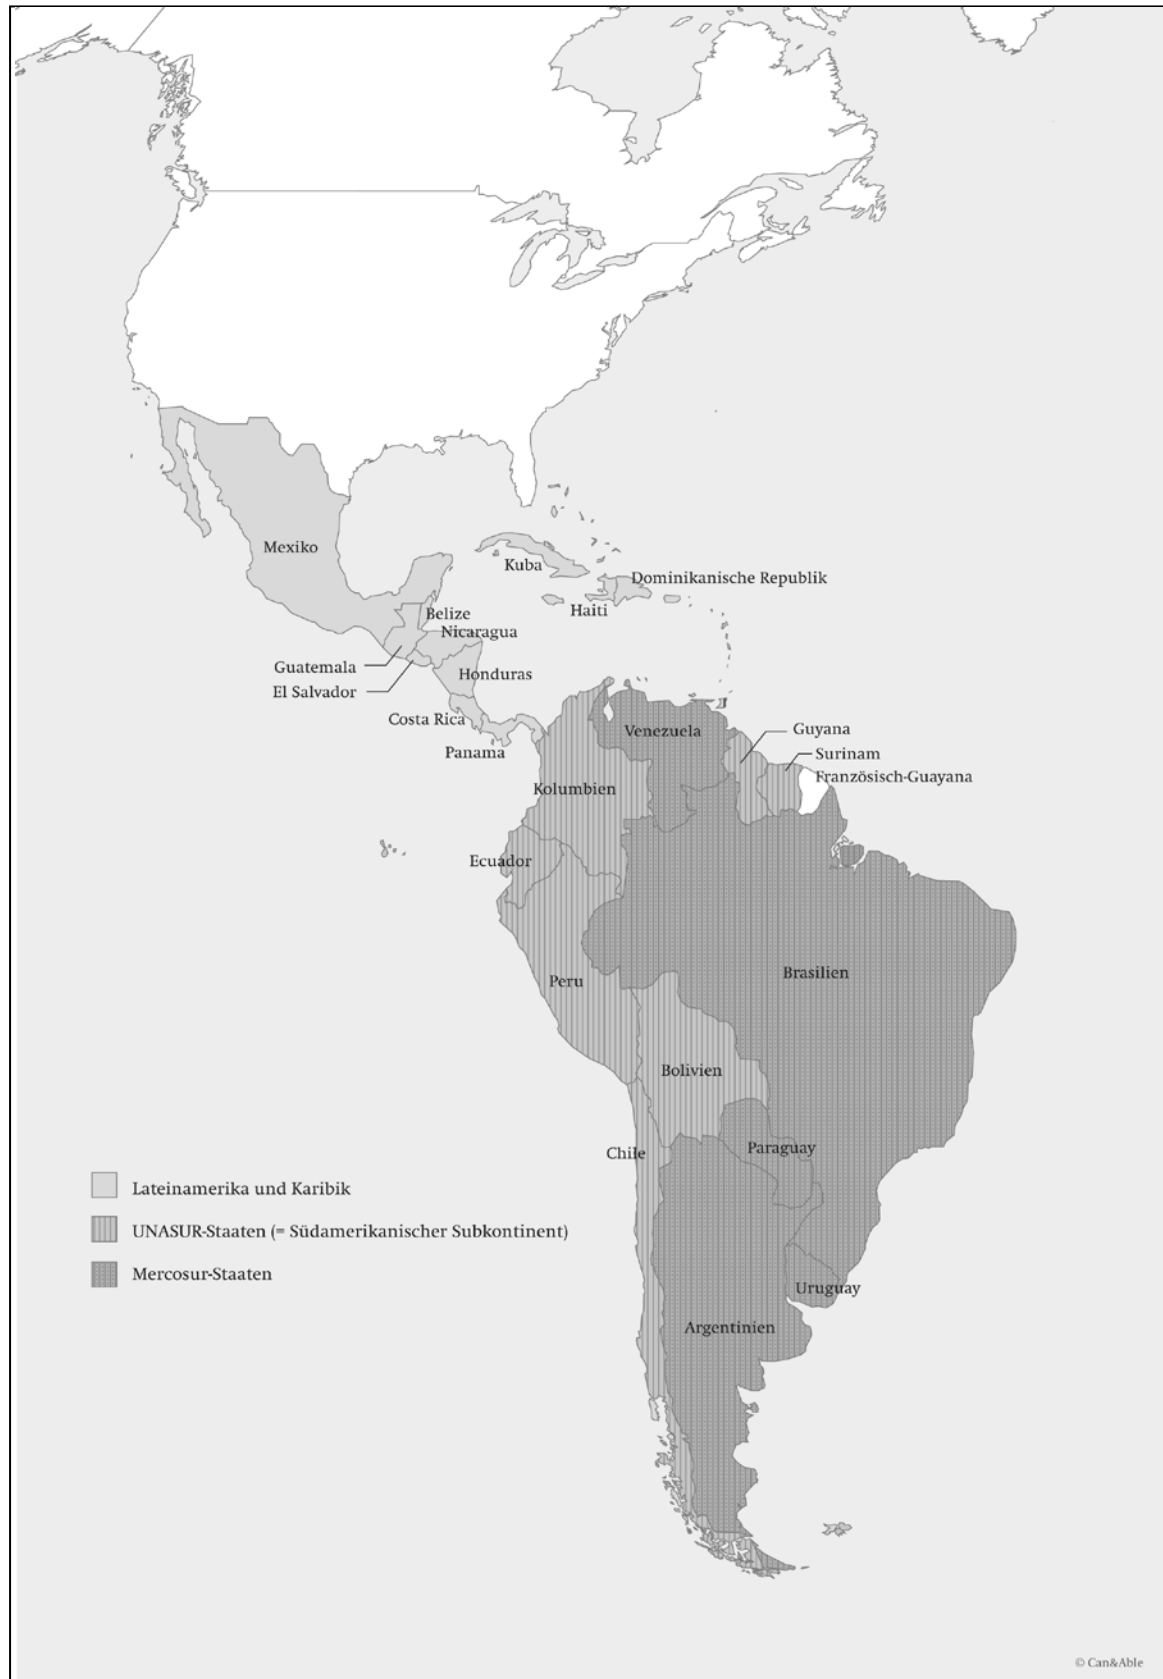 Mexiko
Kuba
Dominikanische Republik
Haiti
Belize
Nicaragua
Guatemala
Honduras
El Salvador
Costa Rica
Panama
Venezuela
Guyana
Surinam
Französisch-Guayana
Kolumbien
Ecuador
Peru
Brasilien
Bolivien
Paraguay
Chile
Uruguay
Argentinien
Lateinamerika und Karibik
UNASUR-Staaten (= Südamerikanischer Subkontinent)
Mercosur-Staaten
© Can&Able